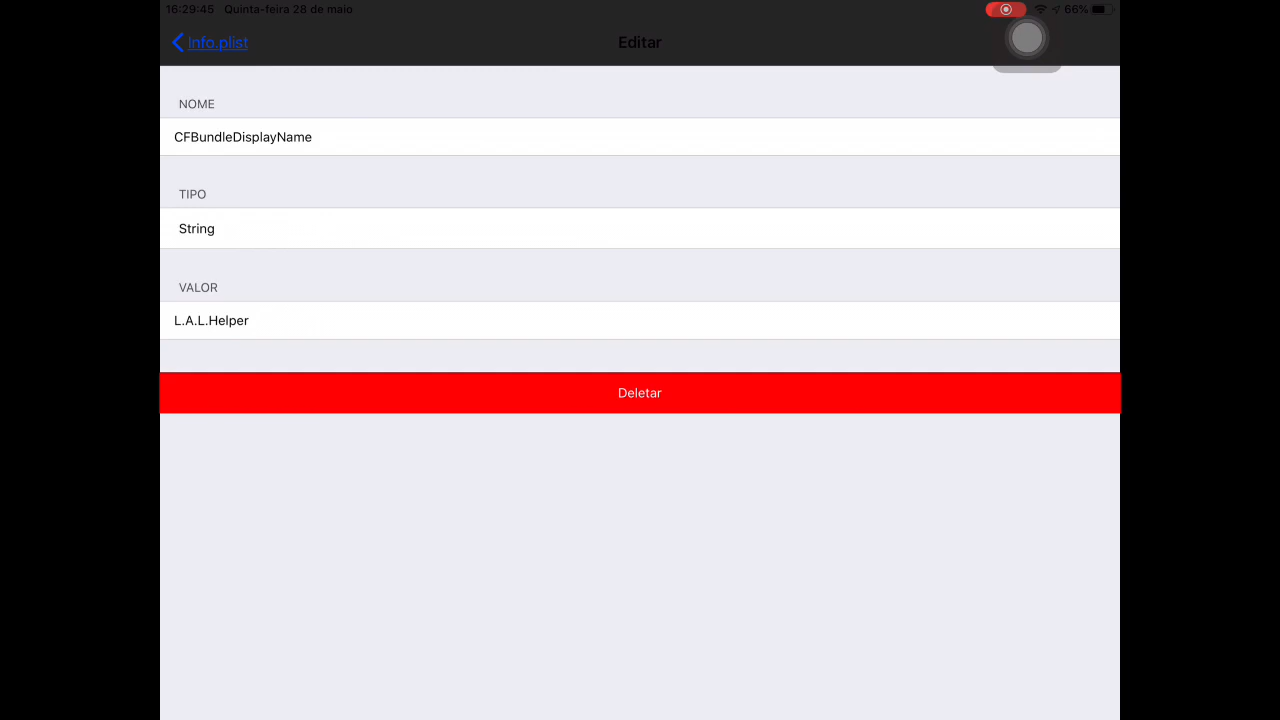 16:29:45 Quinta-feira 28 de maio 66%
Info.plist Editar
NOME
CFBundleDisplayName
TIPO
String
VALOR
L.A.L.Helper
Deletar